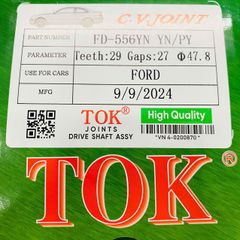 C.V.JOINT
PART NUMBER FD-556YN YN/PY
PARAMETER Teeth:29 Gaps:27 Φ47.8
USE FOR CARS FORD
MFG 9/9/2024
TOK®
JOINTS
DRIVE SHAFT ASSY
High Quality
"VN 4-0200870"
TOK®